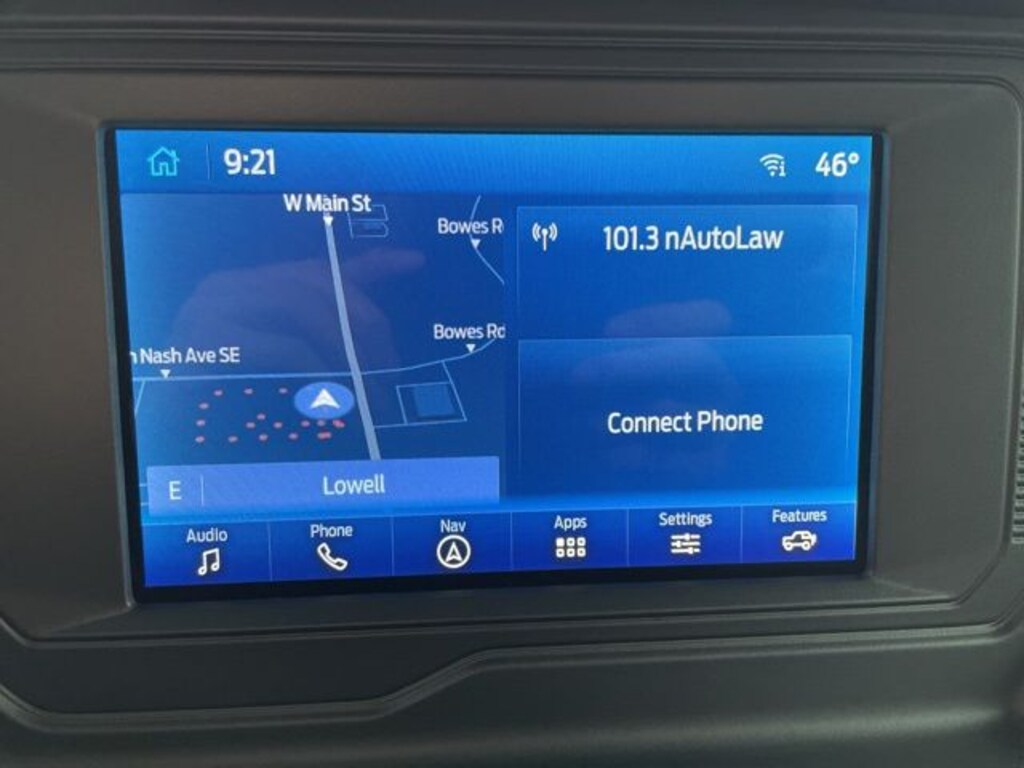 9:21
46°
W Main St
Bowes R
101.3 nAutoLaw
Bowes Rd
n Nash Ave SE
Connect Phone
E
Lowell
Audio
Phone
Nav
Apps
Settings
Features